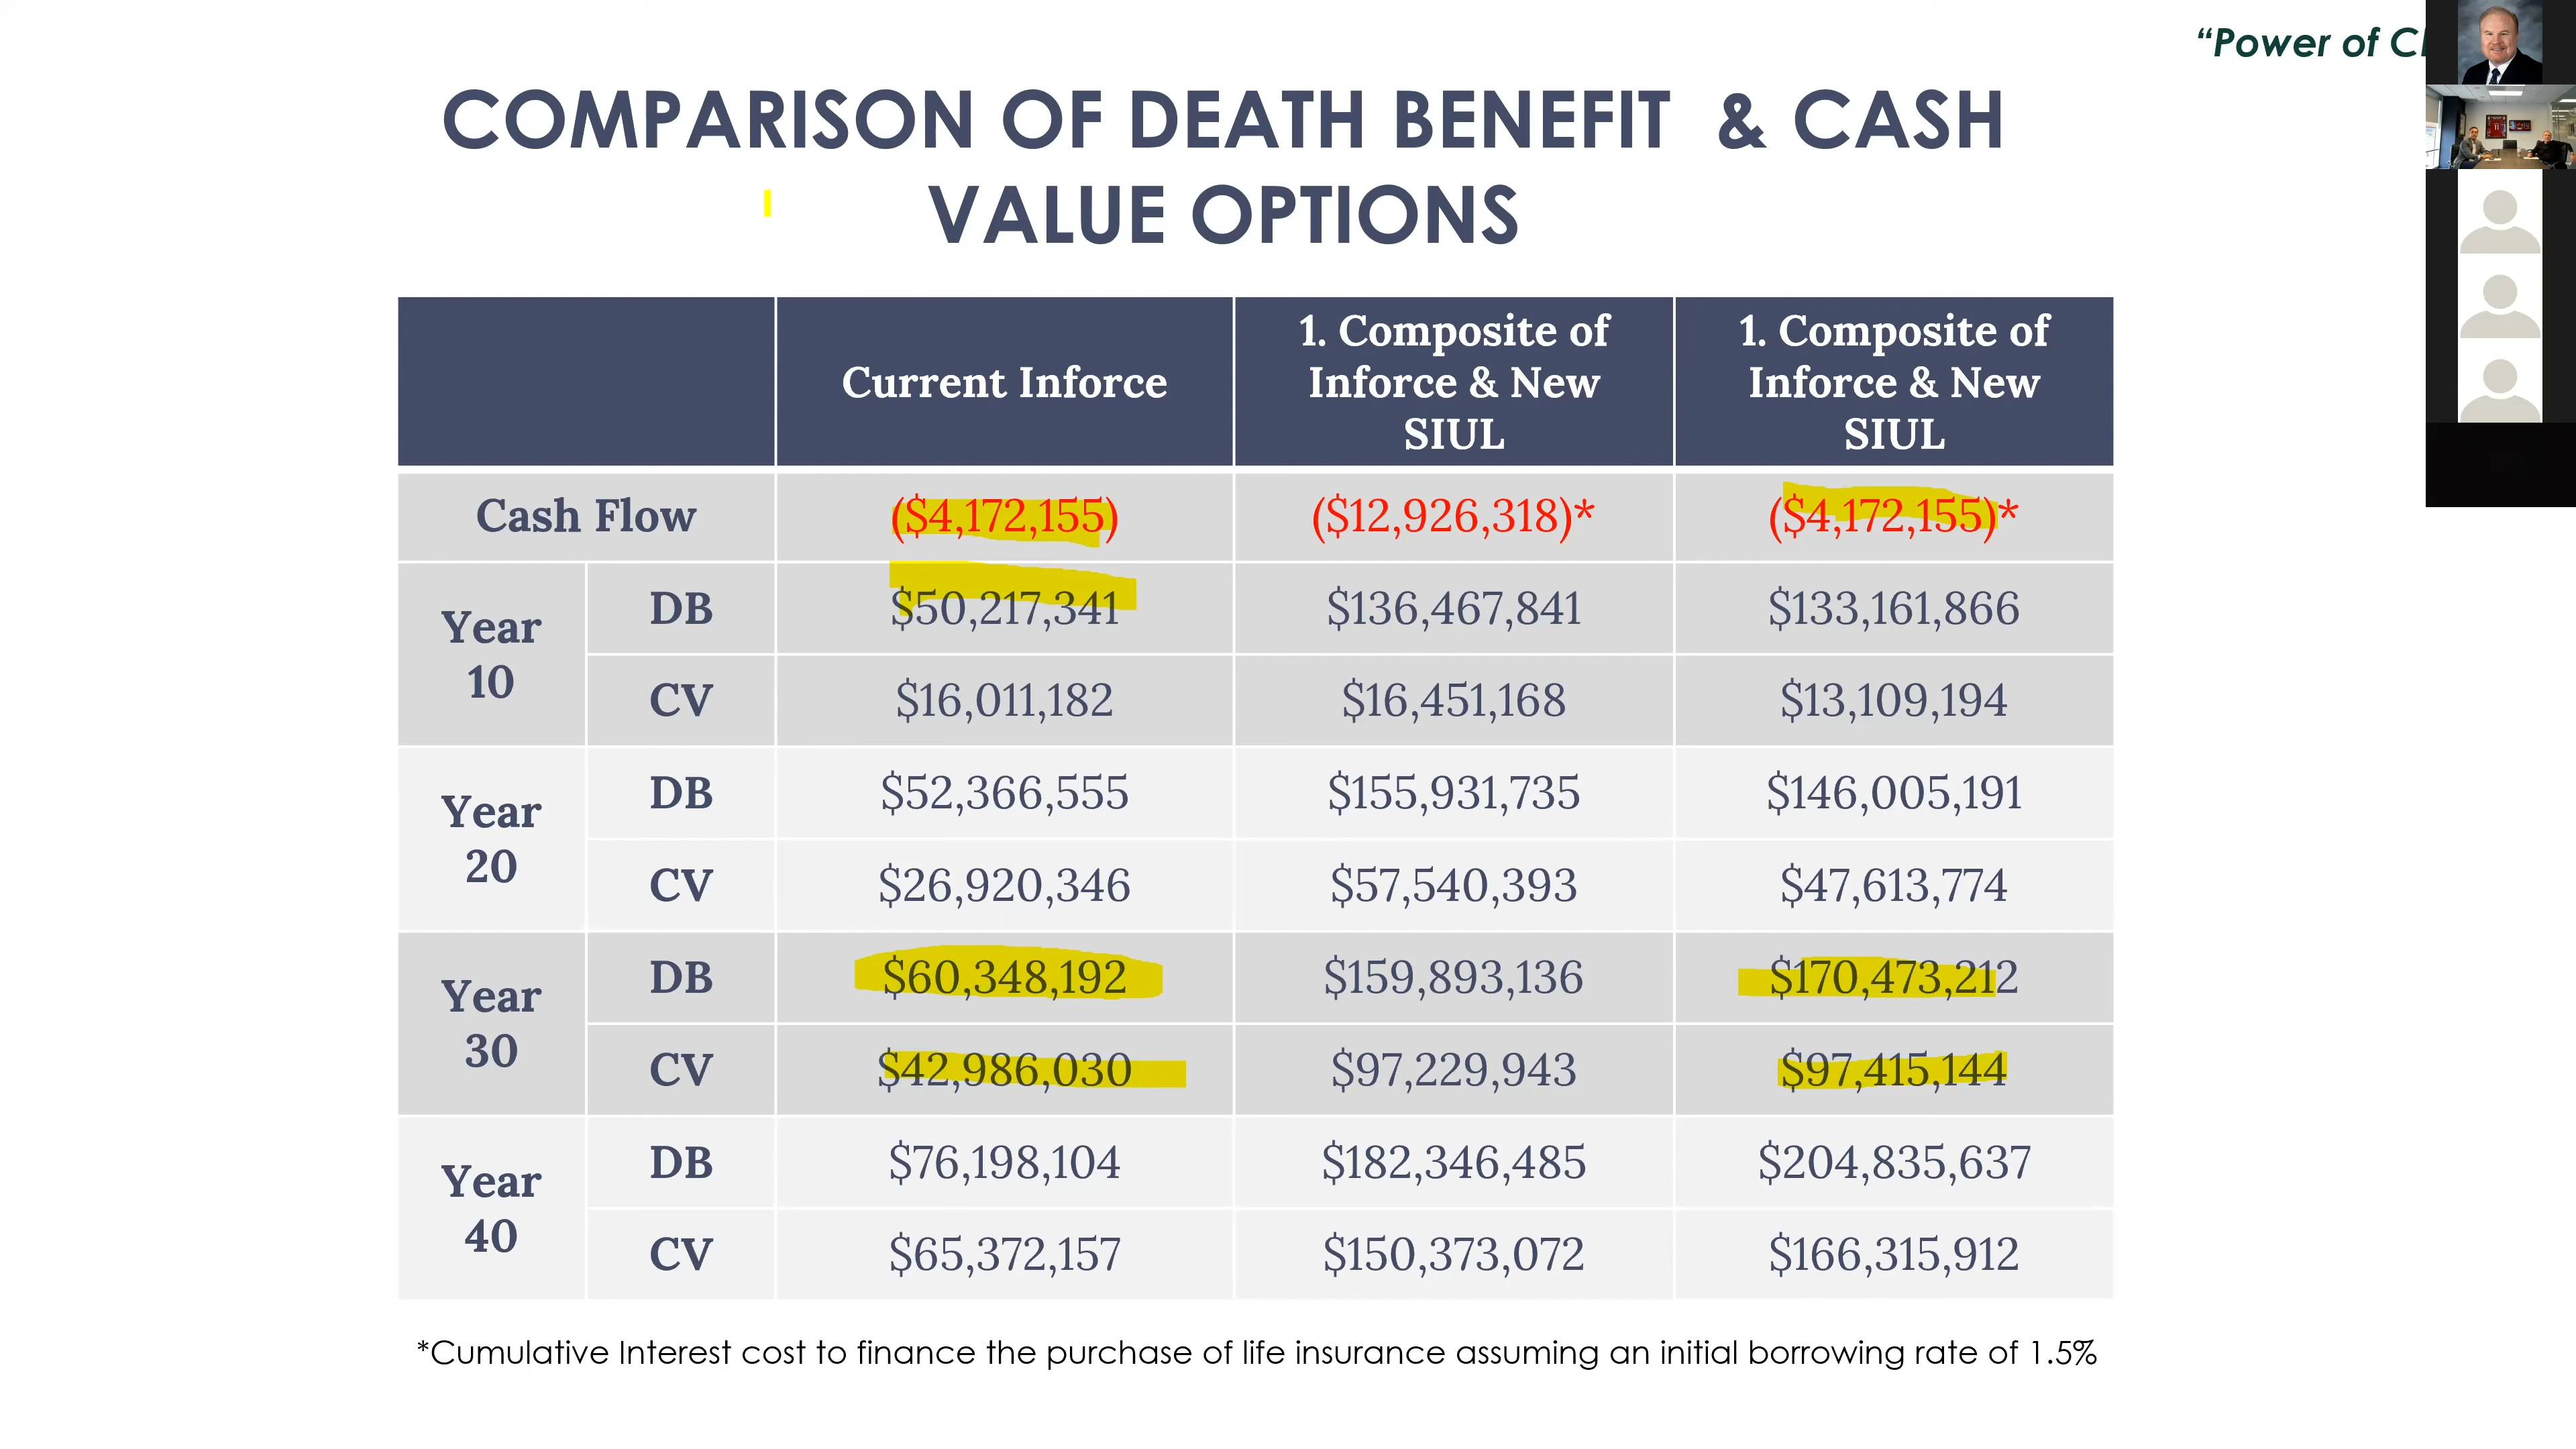 “Power of
COMPARISON OF DEATH BENEFIT & CASH
VALUE OPTIONS
Current Inforce
1. Composite of
Inforce & New
SIUL
1. Composite of
Inforce & New
SIUL
Cash Flow ($4,172,155) ($12,926,318)* ($4,172,155)*
Year 10
DB $50,217,341 $136,467,841 $133,161,866
CV $16,011,182 $16,451,168 $13,109,194
Year 20
DB $52,366,555 $155,931,735 $146,005,191
CV $26,920,346 $57,540,393 $47,613,774
Year 30
DB $60,348,192 $159,893,136 $170,473,212
CV $42,986,030 $97,229,943 $97,415,144
Year 40
DB $76,198,104 $182,346,485 $204,835,637
CV $65,372,157 $150,373,072 $166,315,912
*Cumulative Interest cost to finance the purchase of life insurance assuming an initial borrowing rate of 1.5%